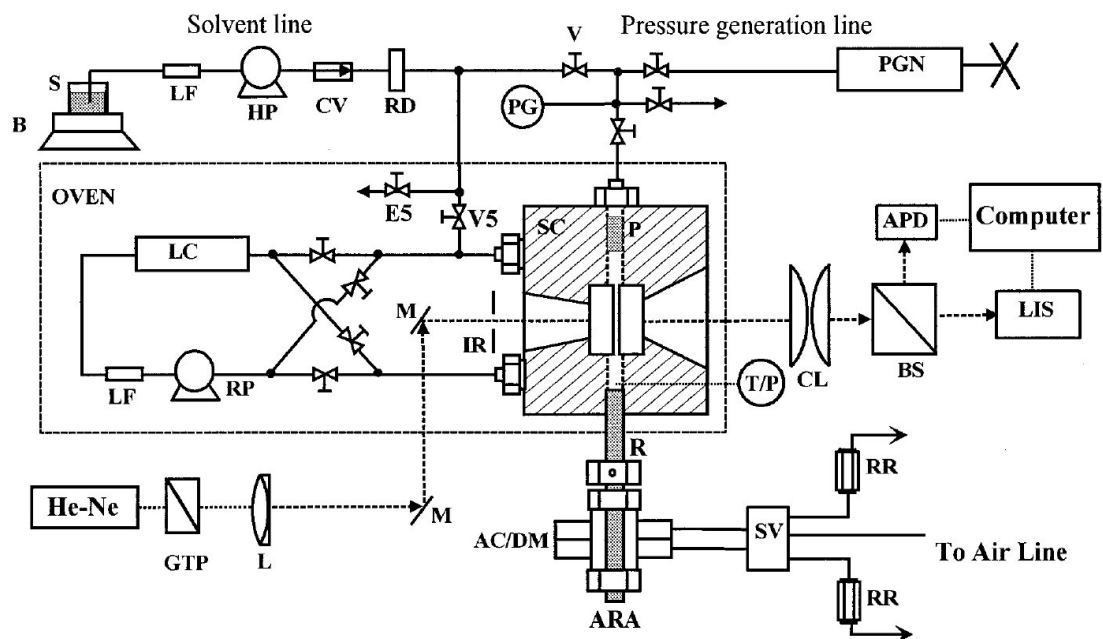 Solvent line
Pressure generation line
V
PGN
S
LF
HP
CV
RD
PG
B
OVEN
E5
V5
SC
P
APD
Computer
LC
M
IR
LIS
BS
CL
T/P
LF
RP
R
RR
He-Ne
M
GTP
L
AC/DM
SV
To Air Line
RR
ARA